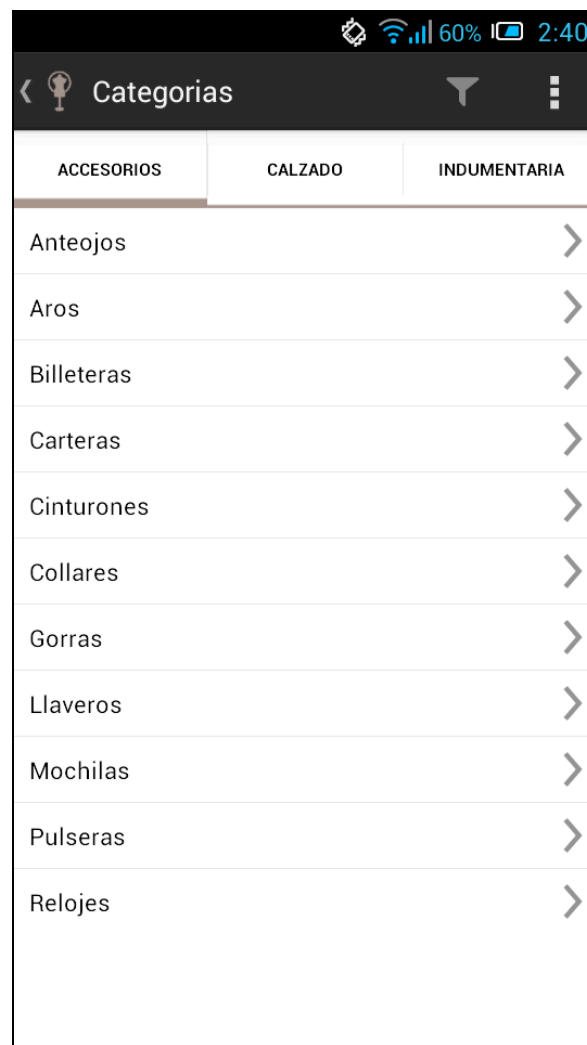 60% 2:40
Categorias
ACCESORIOS CALZADO INDUMENTARIA
Anteojos
Aros
Billeteras
Carteras
Cinturones
Collares
Gorras
Llaveros
Mochilas
Pulseras
Relojes